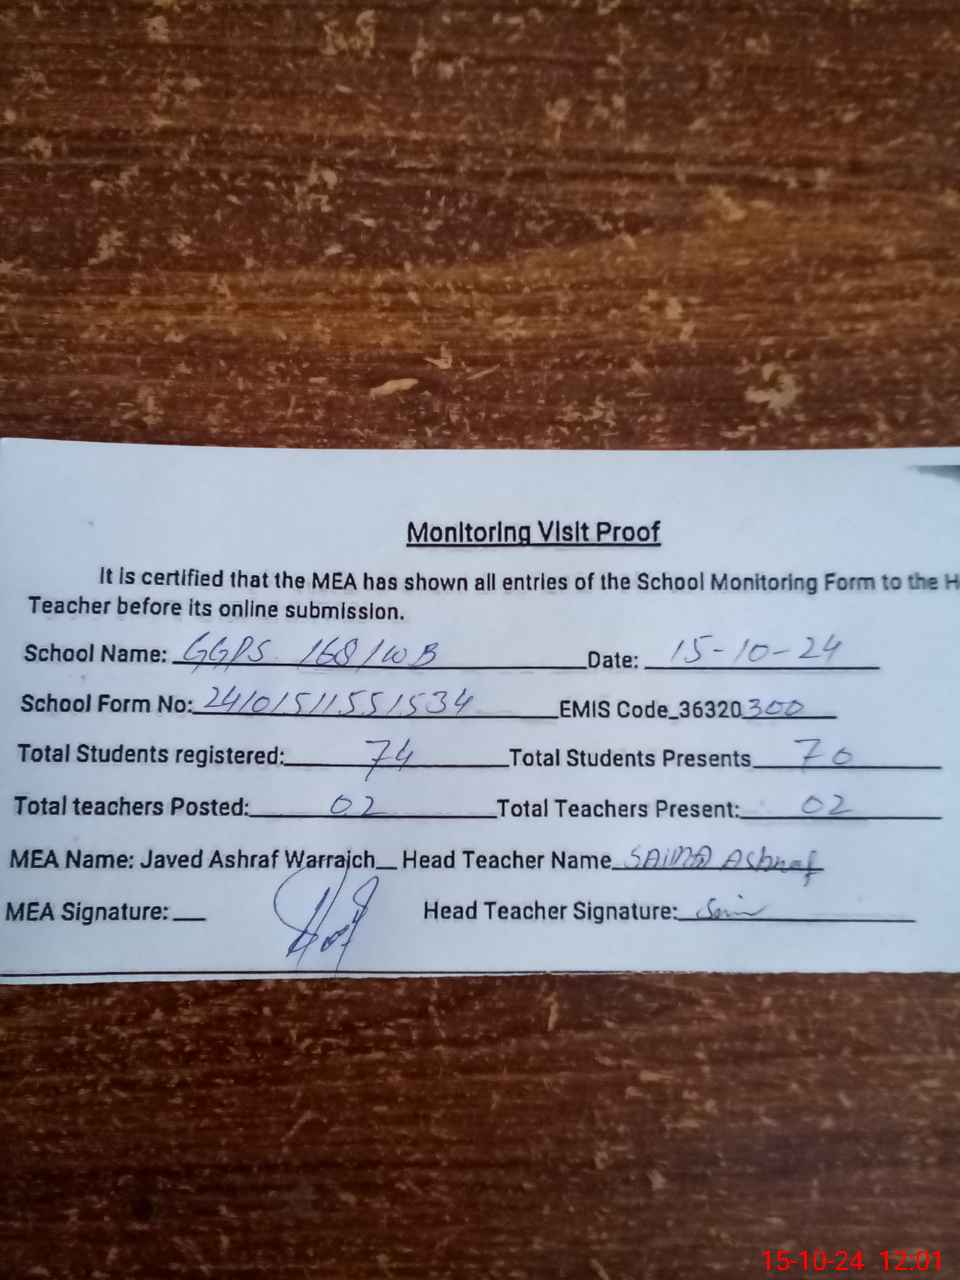 Monitoring Visit Proof
It is certified that the MEA has shown all entries of the School Monitoring Form to the H
Teacher before its online submission.
School Name: GGPS 168/WB Date: 15-10-24
School Form No: 24101511551534 EMIS Code_36320300
Total Students registered: 74 Total Students Presents 70
Total teachers Posted: 02 Total Teachers Present: 02
MEA Name: Javed Ashraf Warraich Head Teacher Name SAIMA Ashraf
MEA Signature: Head Teacher Signature:
15-10-24 12:01